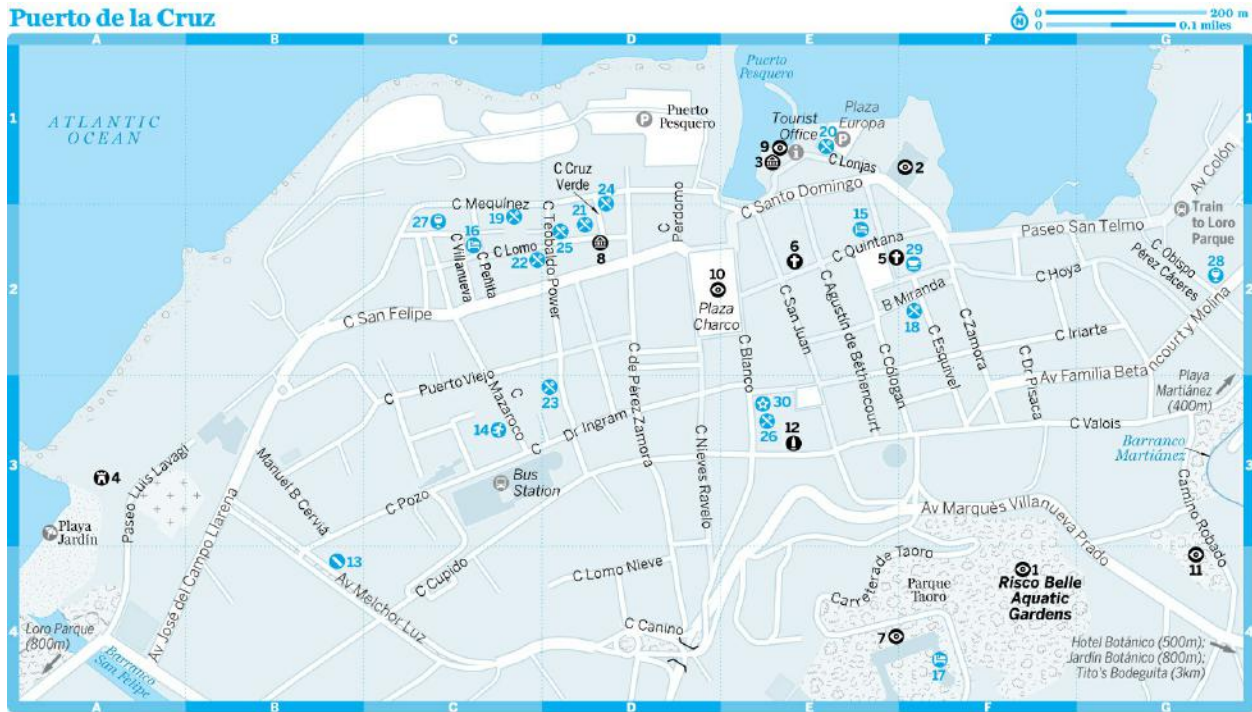 Puerto de la Cruz
N
0 200 m
0 0.1 miles
A B C D E F G
1
ATLANTIC
OCEAN
Puerto
Pesquero
P
Puerto
Pesquero
Tourist
Office
Plaza
Europa
20
P
9
3
i
C Lonjas
2
Av Colón
C Cruz
Verde
24
C Santo Domingo
C Mequínez
19
21
27
16
C Lomo
25
22
8
C Villanueva
C Peñita
C Teobaldo Power
C
Perdomo
15
C Quintana
6
5
29
Paseo San Telmo
Train
to Loro
Parque
C Obispo
Pérez Cáceres
28
2
10
Plaza
Charco
C Hoya
B Miranda
18
C San Felipe
C San Juan
C Agustín de Béthencourt
C Cólogan
C Esquivel
C Zamora
C Iriarte
C Dr Pisaca
Av Familia Betancourt y Molina
C Blanco
C Puerto Viejo
C Mazaroco
C
C
23
14
Dr Ingram
C de Pérez Zamora
C Nieves Ravelo
30
26
12
C Valois
Playa
Martiánez
(400m)
Barranco
Martiánez
3
4
Paseo Luis Lavagi
Manuel B Cerviá
Bus
Station
C Pozo
Playa
Jardín
Av José del Campo Llarena
13
C Cupido
Av Melchor Luz
C Lomo Nieve
C Canino
Av Marquès Villanueva Prado
Camino Robado
11
Carreterade Taoro
Parque
Taoro
1
Risco Belle
Aquatic
Gardens
7
17
4
Loro Parque
(800m)
Barranco
San Felipe
Hotel Botánico (500m);
Jardín Botánico (800m);
Tito's Bodeguita (3km)
A B C D E F G